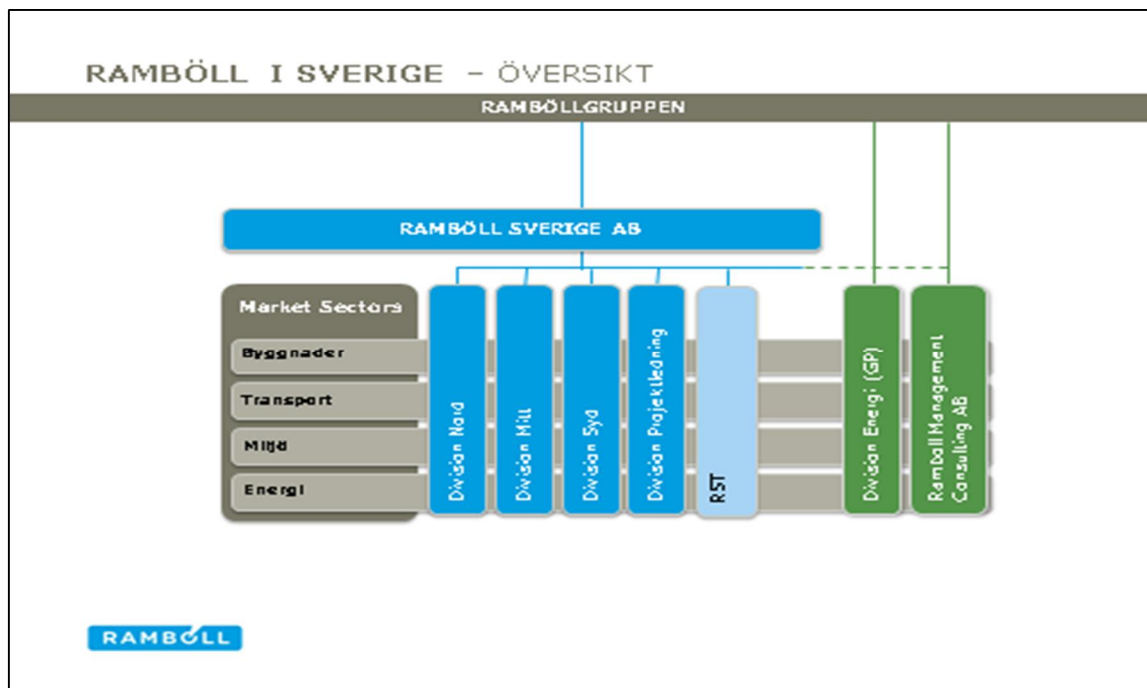 RAMBÖLL I SVERIGE – ÖVERSIKT
RAMBÖLLGRUPPEN
RAMBÖLL SVERIGE AB
Market Sectors
Byggnader
Transport
Miljö
Energi
Division Nord
Division Mitt
Division Syd
Division Projektledning
RST
Division Energi (GP)
Ramboll Management
Consulting AB
RAMBOLL